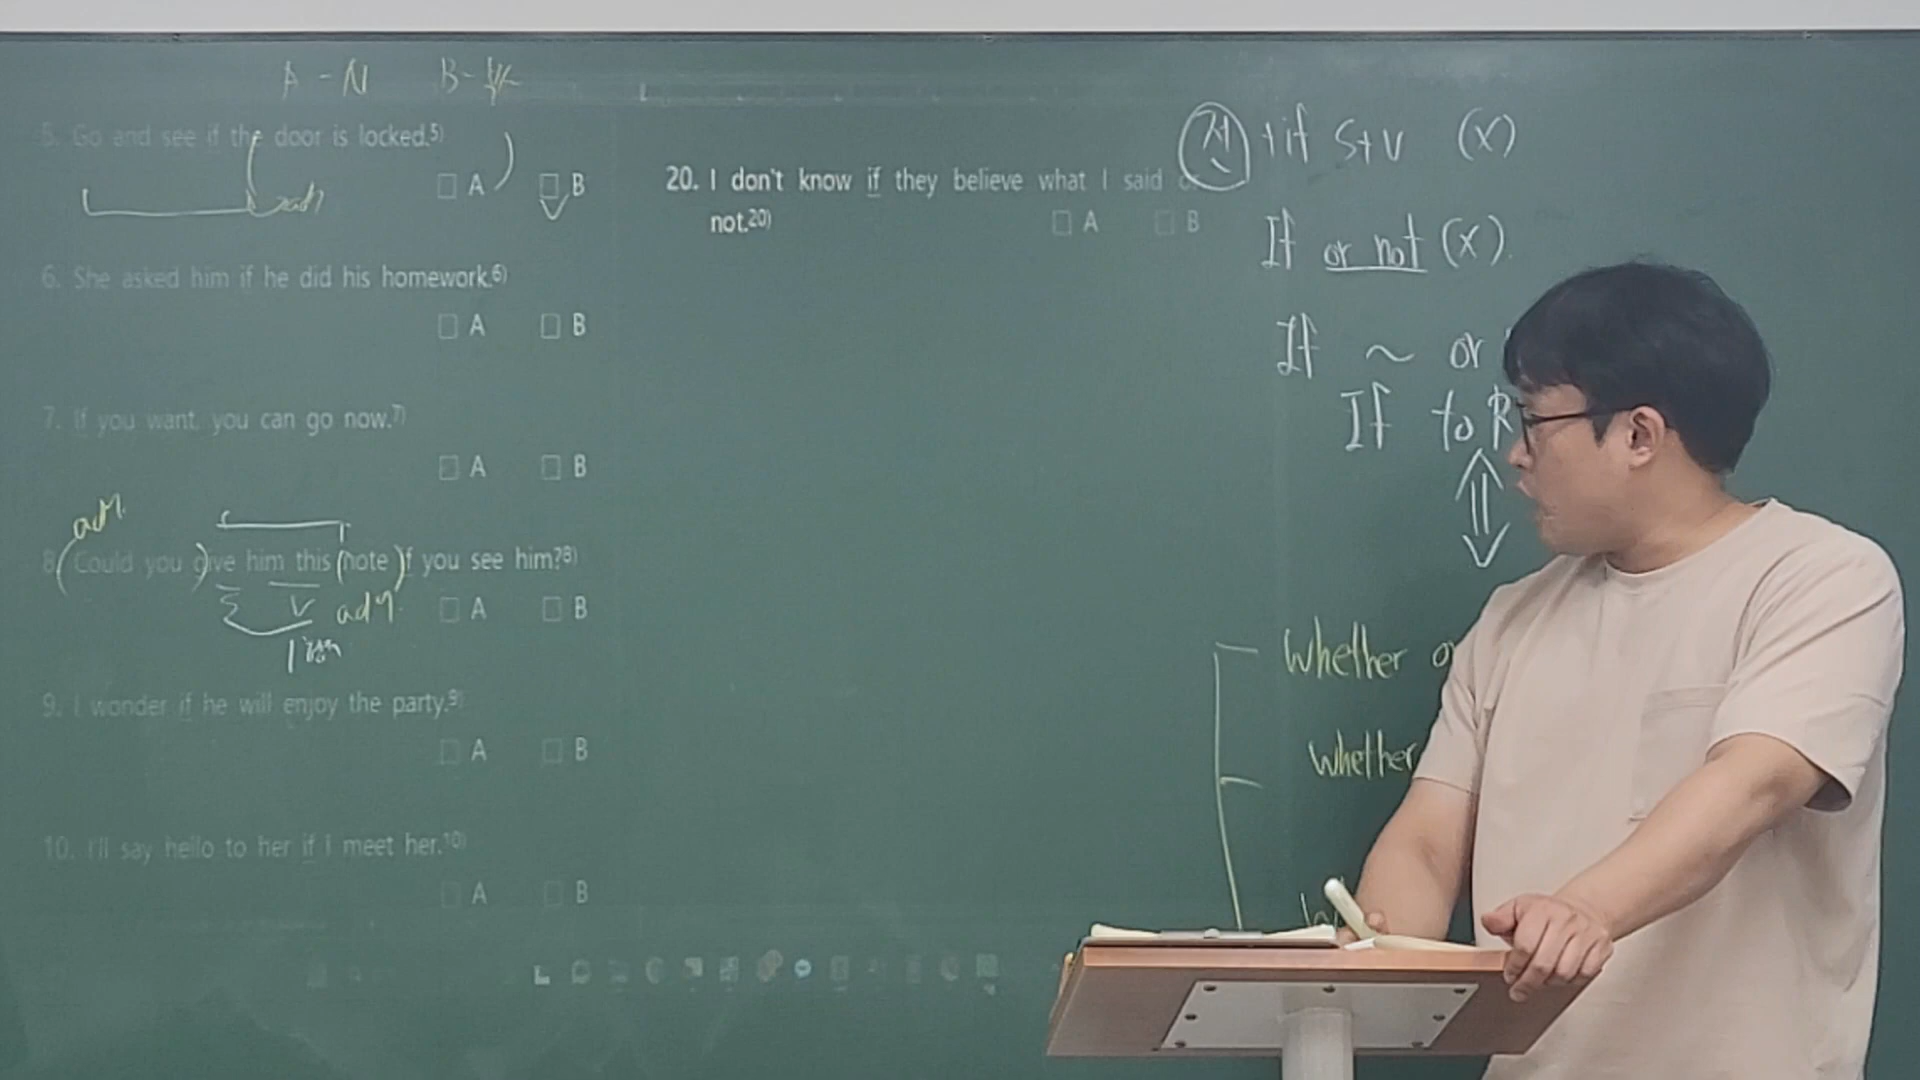 A - N B-
5. Go and see if the door is locked.5)
A B
6. She asked him if he did his homework.6)
A B
7. If you want, you can go now.7)
A B
adv.
8. Could you give him this note if you see him?8)
S V adv. A B
9. I wonder if he will enjoy the party.9)
A B
10. I'll say hello to her if I meet her.10)
A B
20. I don't know if they believe what I said or
not.20)
A B
전 + if S+V (X)
If or not (X).
If ~ or
If to R
Whether or
whether